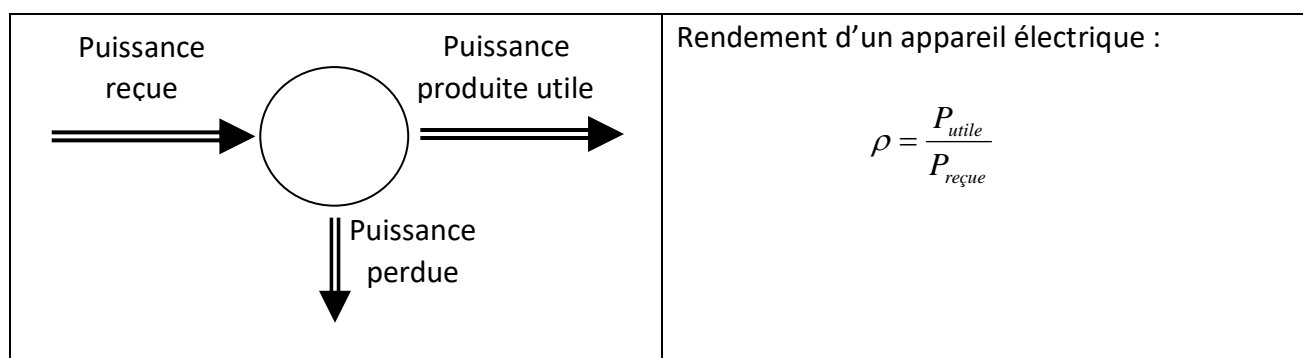 Puissance
reçue
Puissance
produite utile
Puissance
perdue
Rendement d’un appareil électrique :
ρ = P_utile / P_reçue